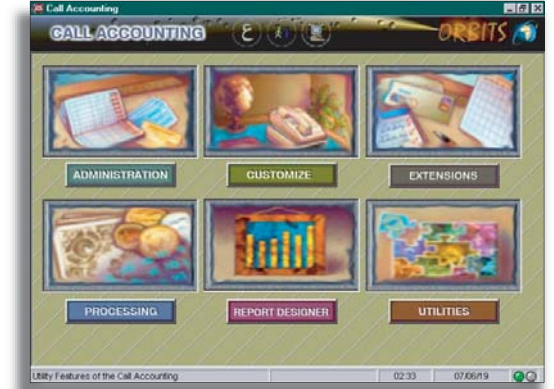 Call Accounting
CALL ACCOUNTING
ع
ORBITS
ADMINISTRATION
CUSTOMIZE
EXTENSIONS
PROCESSING
REPORT DESIGNER
UTILITIES
Utility Features of the Call Accounting
02:33
07/06/19